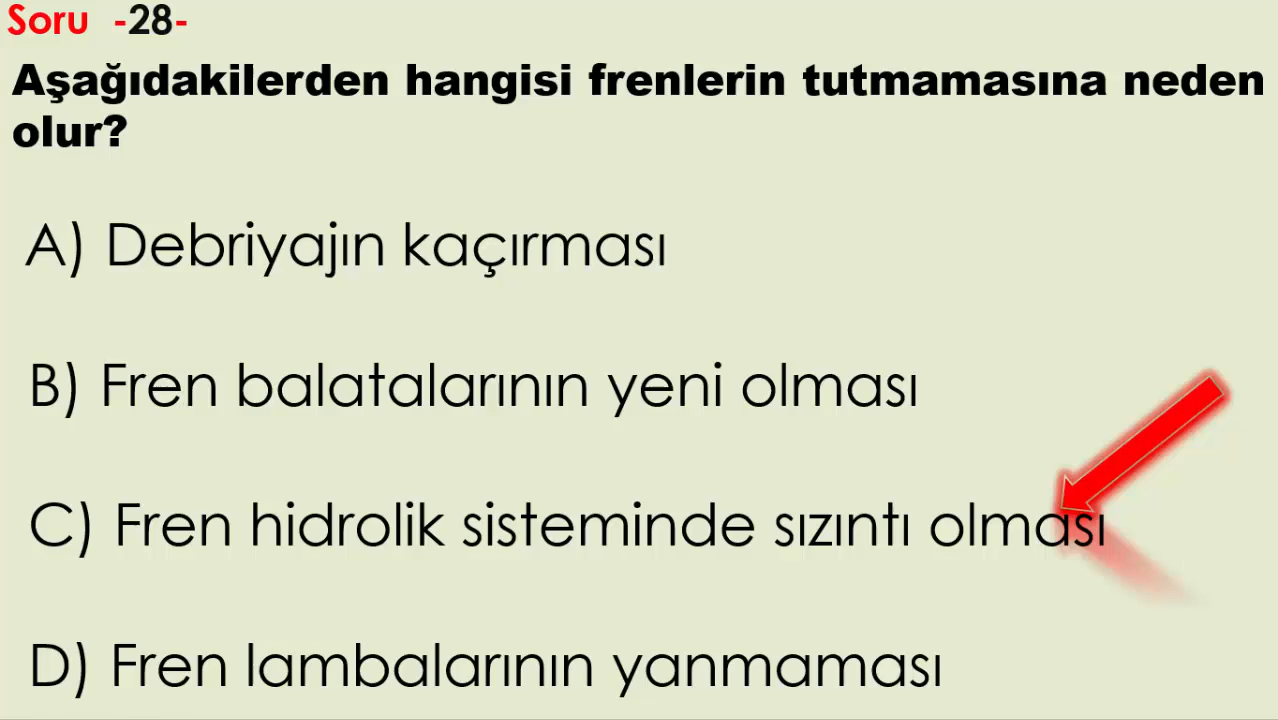 Soru -28-
Aşağıdakilerden hangisi frenlerin tutmamasına neden
olur?
A) Debriyajın kaçırması
B) Fren balatalarının yeni olması
C) Fren hidrolik sisteminde sızıntı olması
D) Fren lambalarının yanmaması